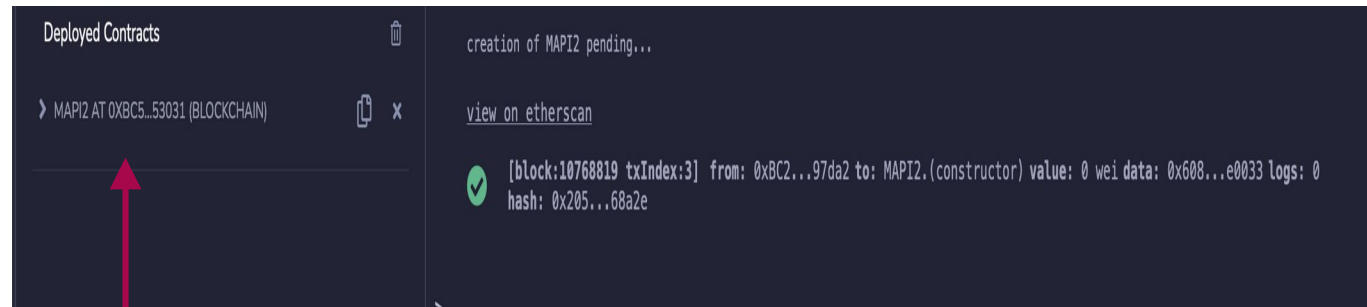 Deployed Contracts
MAPI2 AT 0XBC5...53031 (BLOCKCHAIN)
creation of MAPI2 pending...
view on etherscan
[block:10768819 txIndex:3] from: 0xBC2...97da2 to: MAPI2.(constructor) value: 0 wei data: 0x608...e0033 logs: 0
hash: 0x205...68a2e